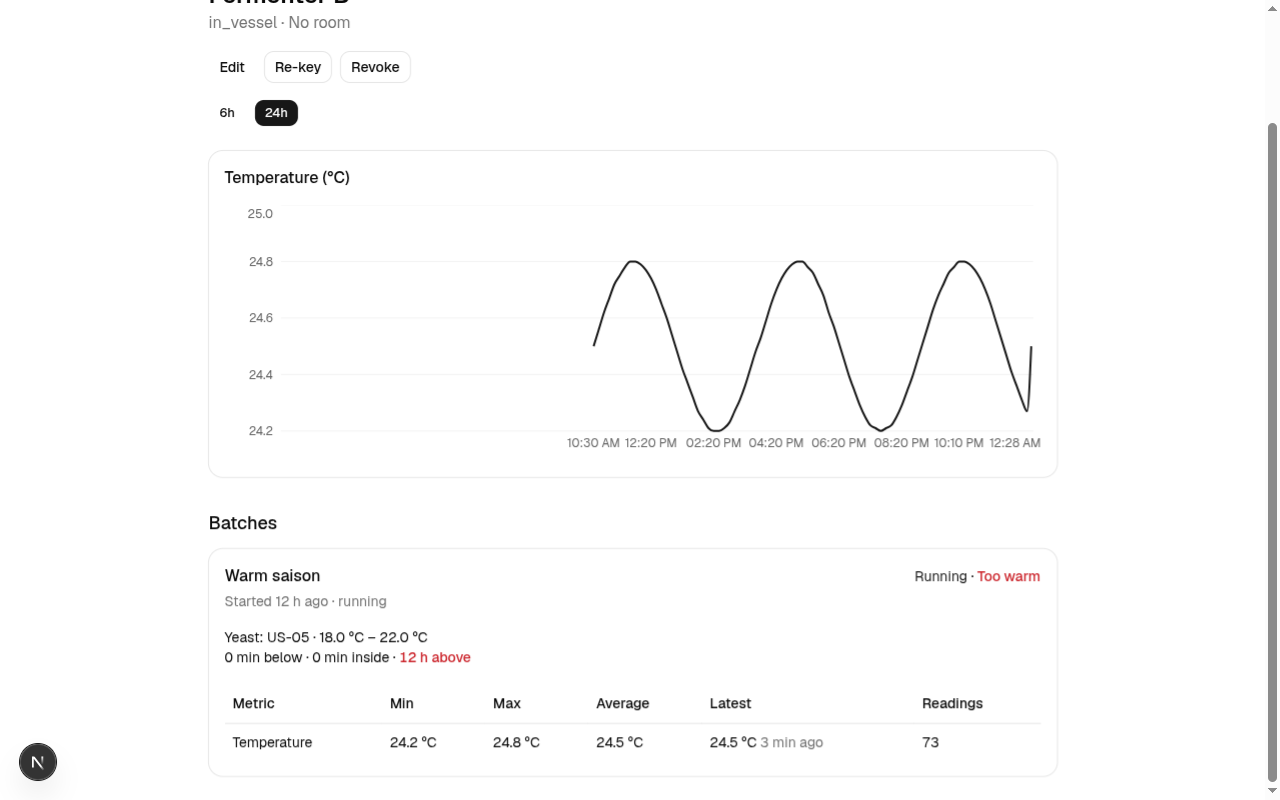 in_vessel · No room
Edit Re-key Revoke
6h 24h
Temperature (°C)
25.0
24.8
24.6
24.4
24.2
10:30 AM 12:20 PM 02:20 PM 04:20 PM 06:20 PM 08:20 PM 10:10 PM 12:28 AM
Batches
Warm saison Running · Too warm
Started 12 h ago · running
Yeast: US-05 · 18.0 °C – 22.0 °C
0 min below · 0 min inside · 12 h above
Metric Min Max Average Latest Readings
Temperature 24.2 °C 24.8 °C 24.5 °C 24.5 °C 3 min ago 73
N